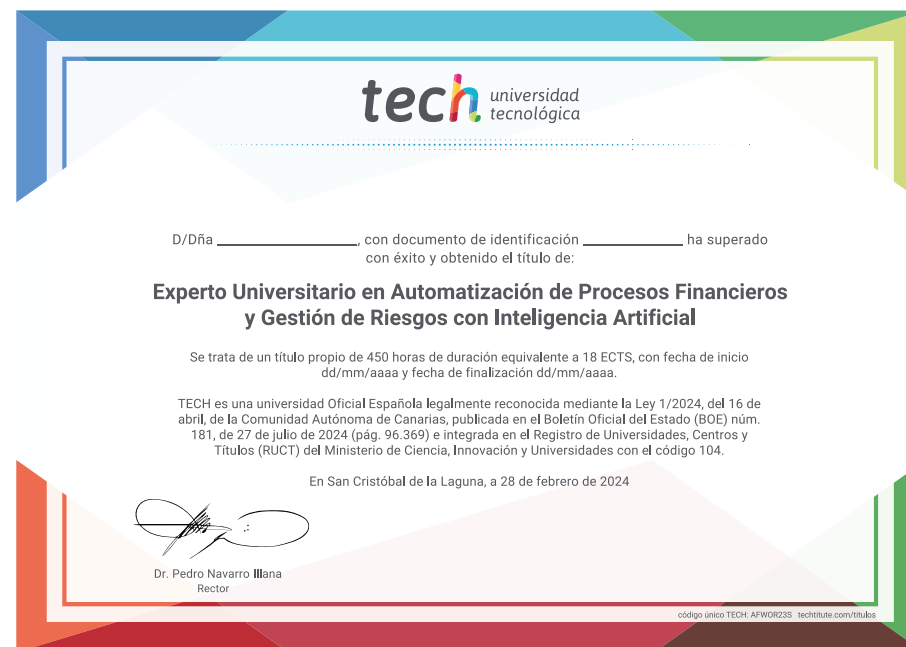 tech universidad
tecnológica
D/Dña ____________________, con documento de identificación ______________ ha superado
con éxito y obtenido el título de:
Experto Universitario en Automatización de Procesos Financieros
y Gestión de Riesgos con Inteligencia Artificial
Se trata de un título propio de 450 horas de duración equivalente a 18 ECTS, con fecha de inicio
dd/mm/aaaa y fecha de finalización dd/mm/aaaa.
TECH es una universidad Oficial Española legalmente reconocida mediante la Ley 1/2024, del 16 de
abril, de la Comunidad Autónoma de Canarias, publicada en el Boletín Oficial del Estado (BOE) núm.
181, de 27 de julio de 2024 (pág. 96.369) e integrada en el Registro de Universidades, Centros y
Títulos (RUCT) del Ministerio de Ciencia, Innovación y Universidades con el código 104.
En San Cristóbal de la Laguna, a 28 de febrero de 2024
Dr. Pedro Navarro Illana
Rector
código único TECH: AFWOR23S techtitute.com/titulos